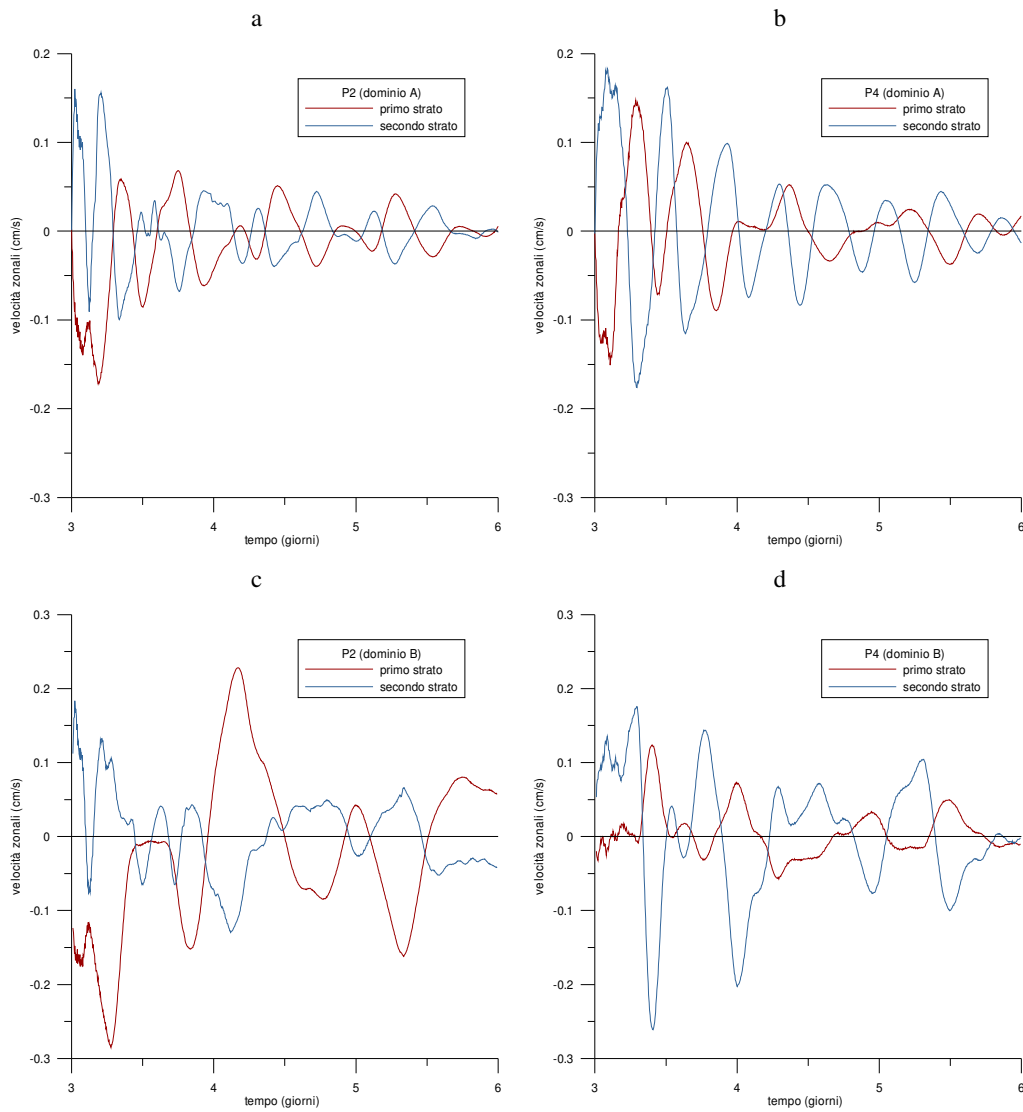 a
0.2
0.1
0
-0.1
-0.2
-0.3
velocità zonali (cm/s)
P2 (dominio A)
primo strato
secondo strato
3
4
5
6
tempo (giorni)
b
0.2
0.1
0
-0.1
-0.2
-0.3
velocità zonali (cm/s)
P4 (dominio A)
primo strato
secondo strato
3
4
5
6
tempo (giorni)
c
0.3
0.2
0.1
0
-0.1
-0.2
-0.3
velocità zonali (cm/s)
P2 (dominio B)
primo strato
secondo strato
3
4
5
6
tempo (giorni)
d
0.3
0.2
0.1
0
-0.1
-0.2
-0.3
velocità zonali (cm/s)
P4 (dominio B)
primo strato
secondo strato
3
4
5
6
tempo (giorni)